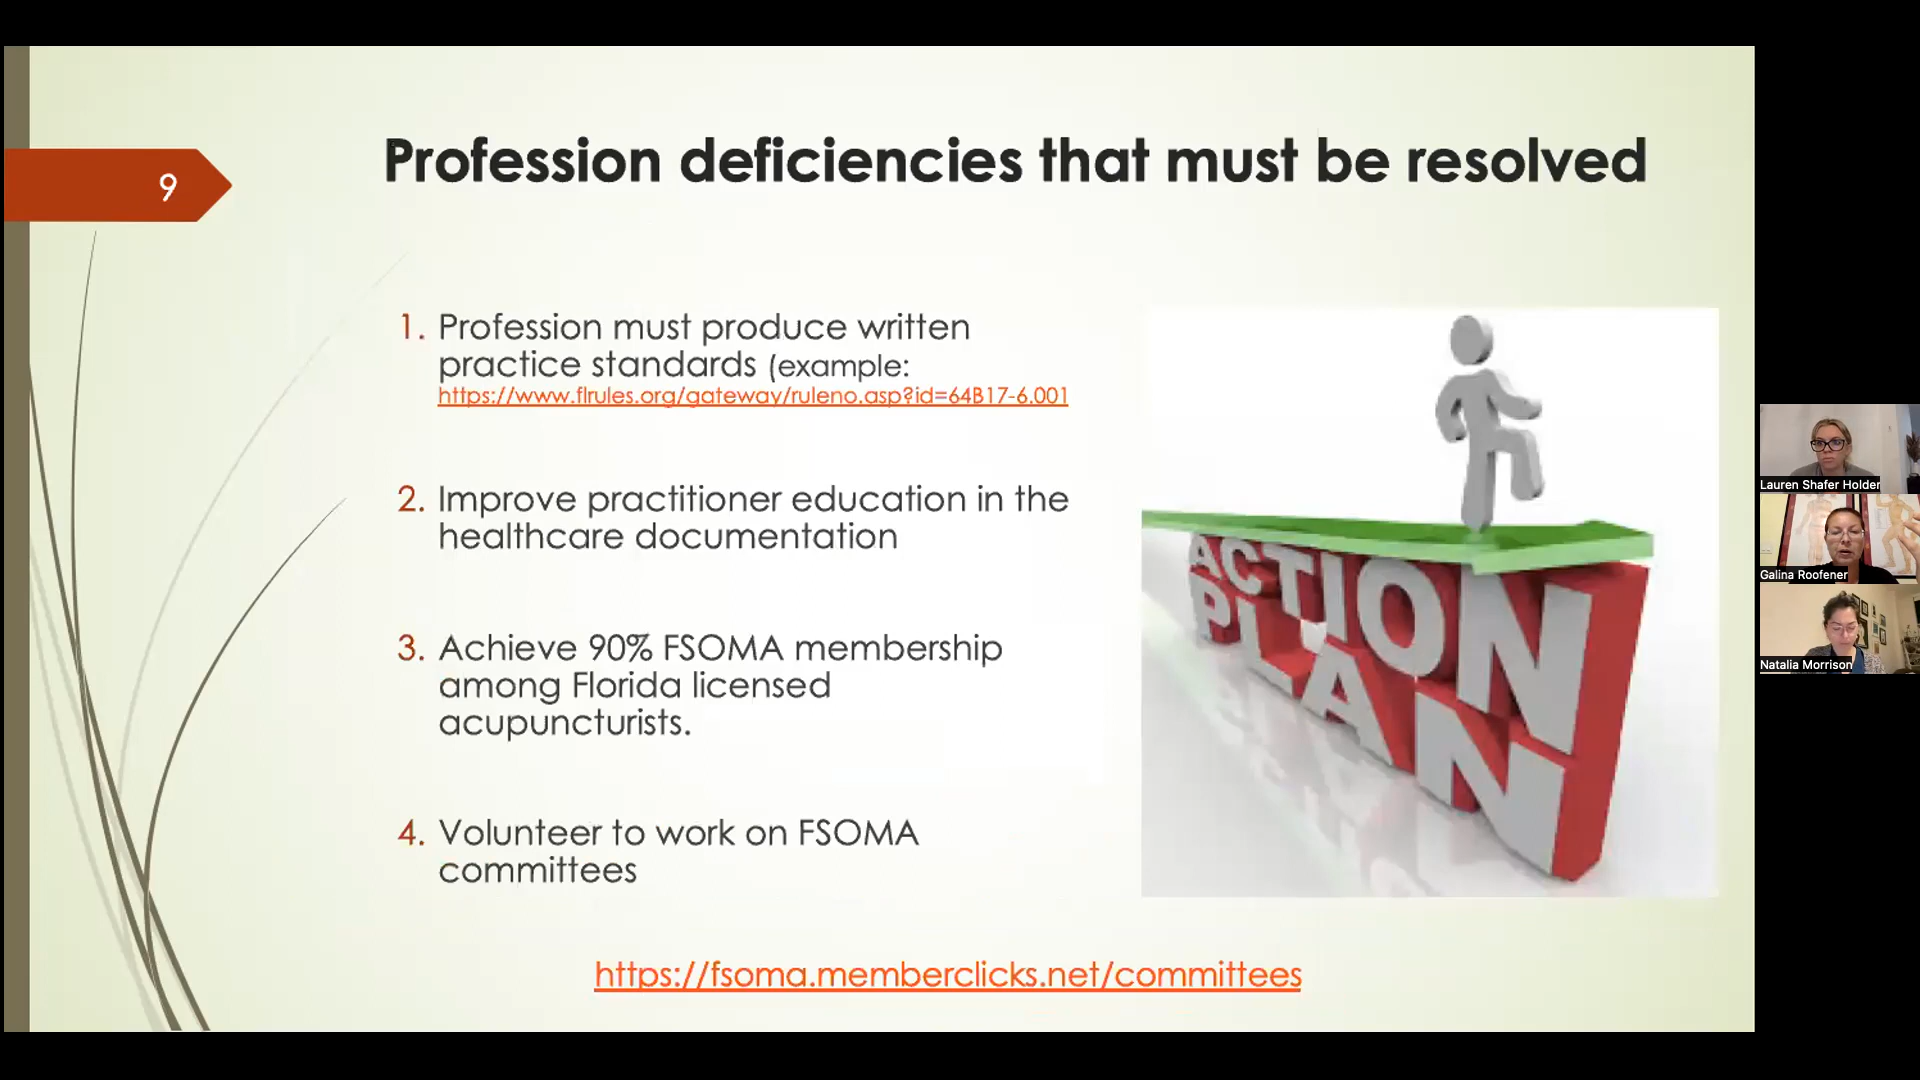 Profession deficiencies that must be resolved
9
1. Profession must produce written
practice standards (example:
https://www.flrules.org/gateway/ruleno.asp?id=64B17-6.001
2. Improve practitioner education in the
healthcare documentation
3. Achieve 90% FSOMA membership
among Florida licensed
acupuncturists.
4. Volunteer to work on FSOMA
committees
https://fsoma.memberclicks.net/committees
ACTION
PLAN
Lauren Shafer Holder
Galina Roofener
Natalia Morrison